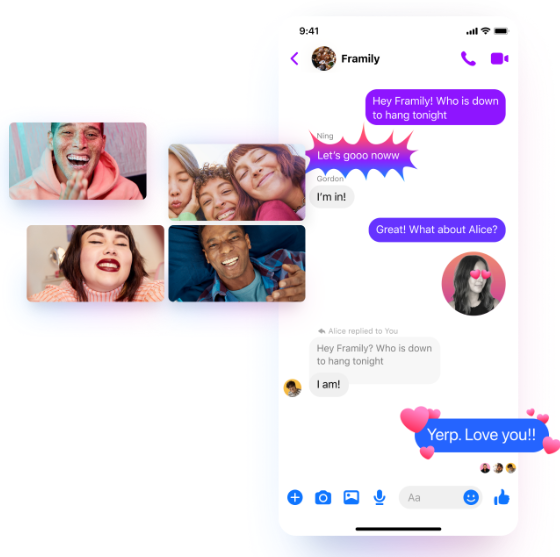 9:41
Framily
Hey Framily! Who is down
to hang tonight
Ning
Let's gooo noww
Gordon
I'm in!
Great! What about Alice?
Alice replied to You
Hey Framily? Who is down
to hang tonight
I am!
Yerp. Love you!!
Aa